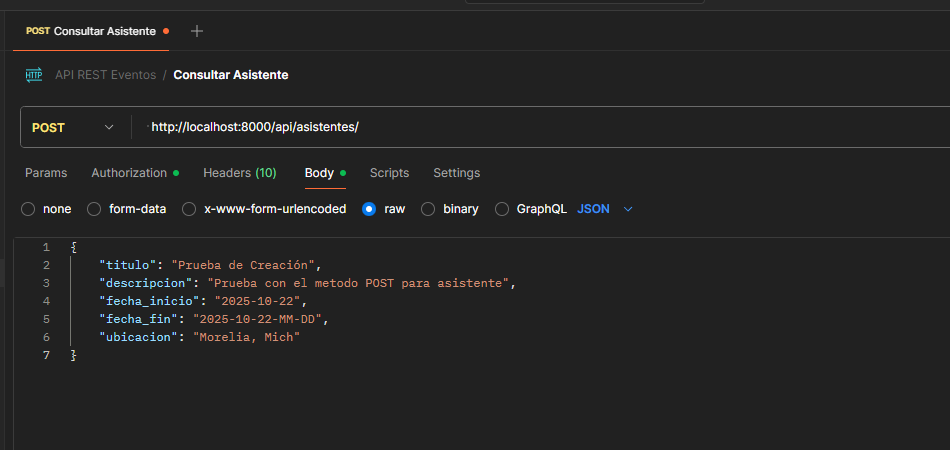 POST Consultar Asistente
HTTP API REST Eventos / Consultar Asistente
POST http://localhost:8000/api/asistentes/
Params Authorization Headers (10) Body Scripts Settings
none form-data x-www-form-urlencoded raw binary GraphQL JSON
1 {
2 "titulo": "Prueba de Creación",
3 "descripcion": "Prueba con el metodo POST para asistente",
4 "fecha_inicio": "2025-10-22",
5 "fecha_fin": "2025-10-22-MM-DD",
6 "ubicacion": "Morelia, Mich"
7 }